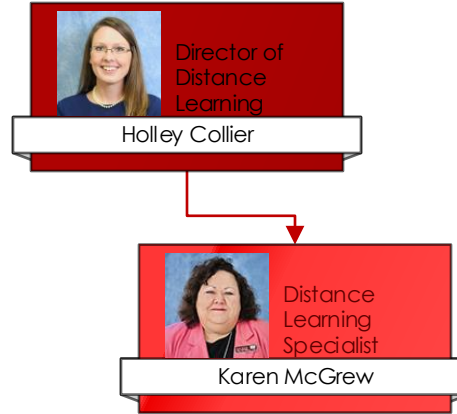 Director of
Distance
Learning
Holley Collier
Distance
Learning
Specialist
Karen McGrew